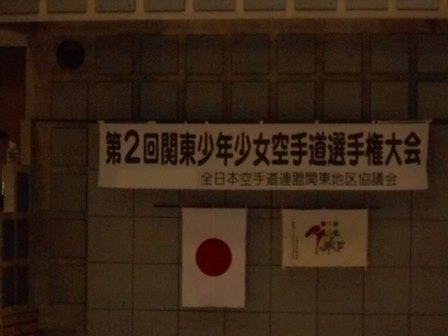 第2回関東少年少女空手道選手権大会
全日本空手道連盟関東地区協議会
JKF